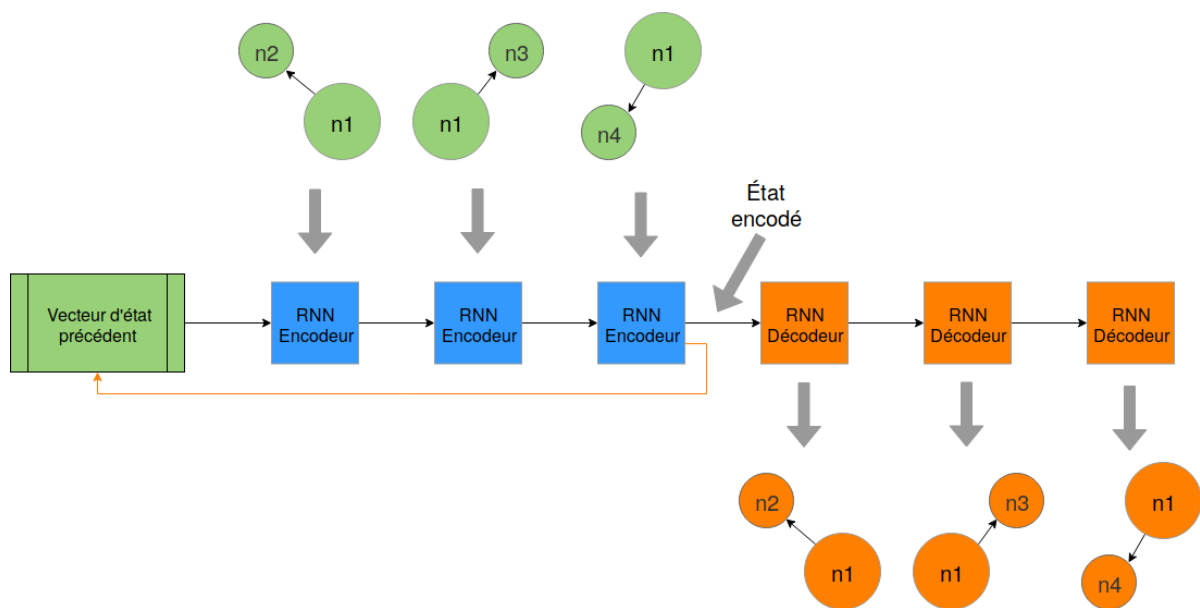 n2
n1
n3
n1
n1
n4
État
encodé
Vecteur d'état
précédent
RNN
Encodeur
RNN
Encodeur
RNN
Encodeur
RNN
Décodeur
RNN
Décodeur
RNN
Décodeur
n2
n1
n3
n1
n1
n4